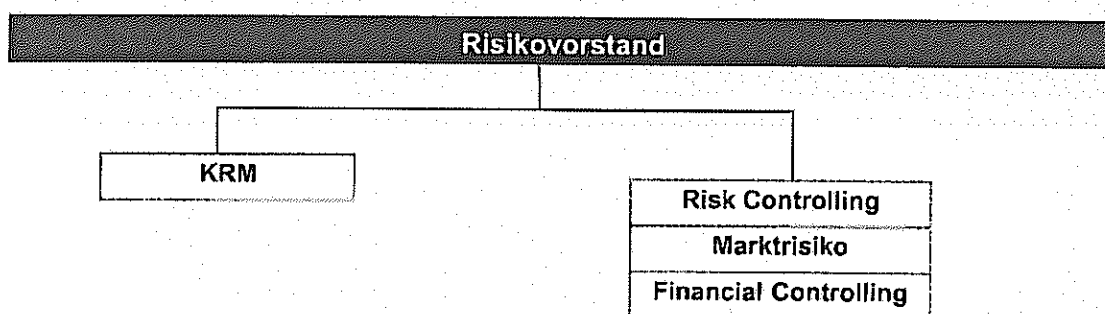 Risikovorstand
KRM
Risk Controlling
Marktrisiko
Financial Controlling